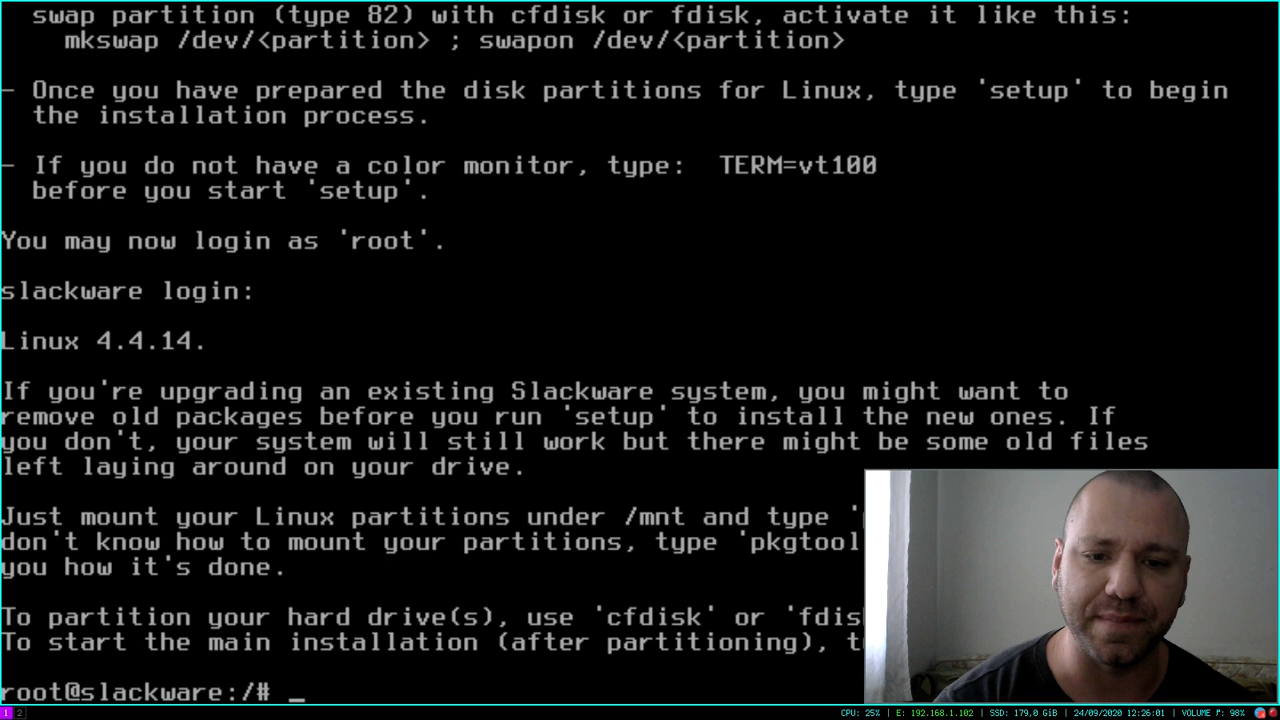 swap partition (type 82) with cfdisk or fdisk, activate it like this:
mkswap /dev/<partition> ; swapon /dev/<partition>
- Once you have prepared the disk partitions for Linux, type 'setup' to begin
the installation process.
- If you do not have a color monitor, type: TERM=vt100
before you start 'setup'.
You may now login as 'root'.
slackware login:
Linux 4.4.14.
If you're upgrading an existing Slackware system, you might want to
remove old packages before you run 'setup' to install the new ones. If
you don't, your system will still work but there might be some old files
left laying around on your drive.
Just mount your Linux partitions under /mnt and type '
don't know how to mount your partitions, type 'pkgtool
you how it's done.
To partition your hard drive(s), use 'cfdisk' or 'fdis
To start the main installation (after partitioning), t
root@slackware:/# _
1 2 CPU: 25% | E: 192.168.1.102 | SSD: 179,0 GiB | 24/09/2020 12:26:01 | VOLUME: 98%